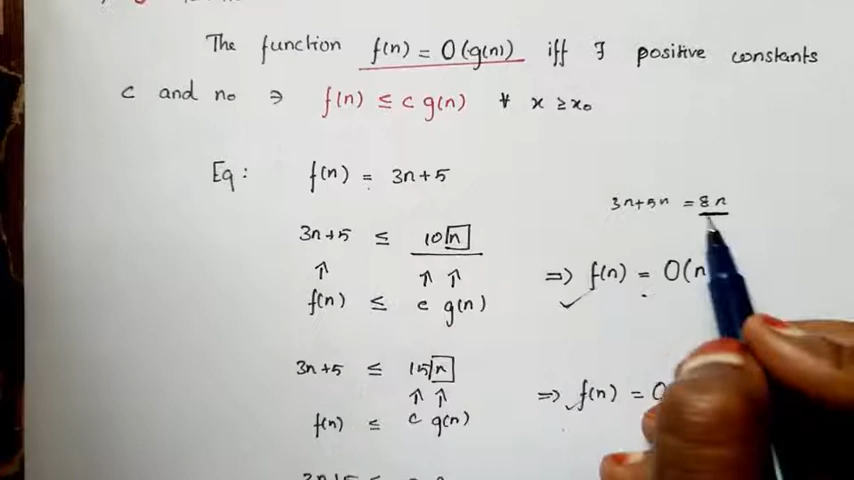 The function f(n) = O(g(n)) iff ∃ positive constants
c and n₀ ∋ f(n) ≤ c g(n) ∀ x ≥ x₀
Eg: f(n) = 3n+5
3n+5n = 8n
3n+5 ≤ 10n
⇒ f(n) = O(n
f(n) ≤ c g(n)
3n+5 ≤ 15n
⇒ f(n) = O
f(n) ≤ c g(n)